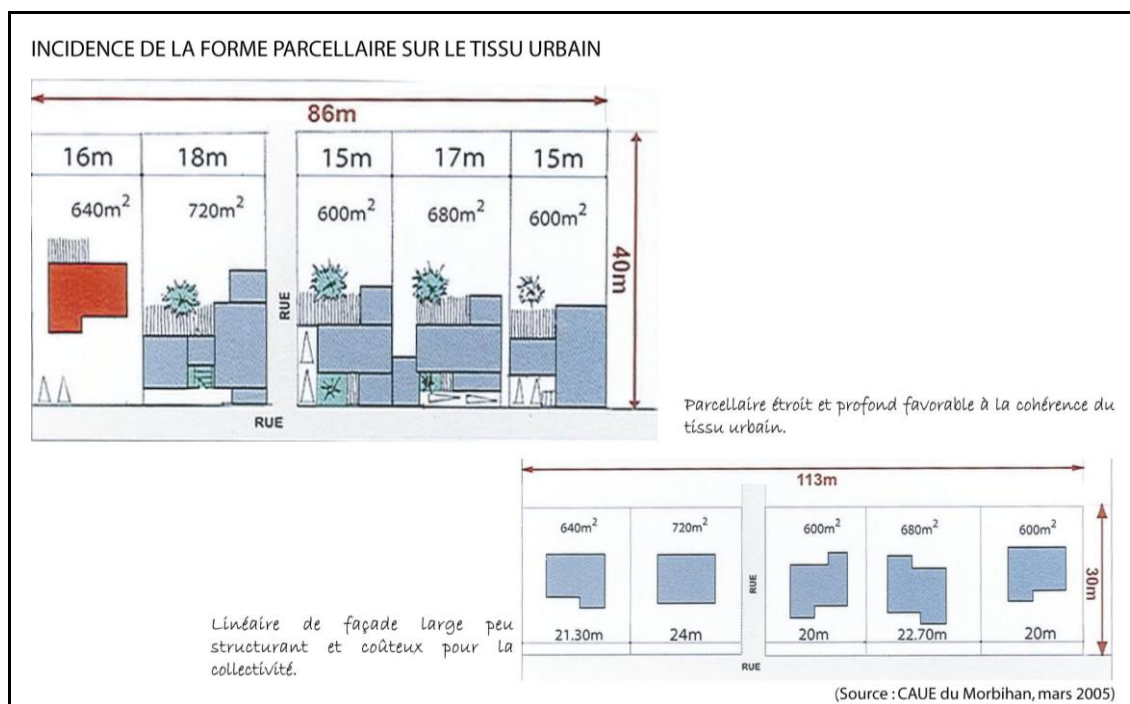 INCIDENCE DE LA FORME PARCELLAIRE SUR LE TISSU URBAIN
86m
16m 18m 15m 17m 15m
640m² 720m² 600m² 680m² 600m²
40m
RUE
RUE
Parcellaire étroit et profond favorable à la cohérence du
tissu urbain.
113m
640m² 720m² 600m² 680m² 600m²
30m
RUE
21.30m 24m 20m 22.70m 20m
RUE
Linéaire de façade large peu
structurant et coûteux pour la
collectivité.
(Source : CAUE du Morbihan, mars 2005)